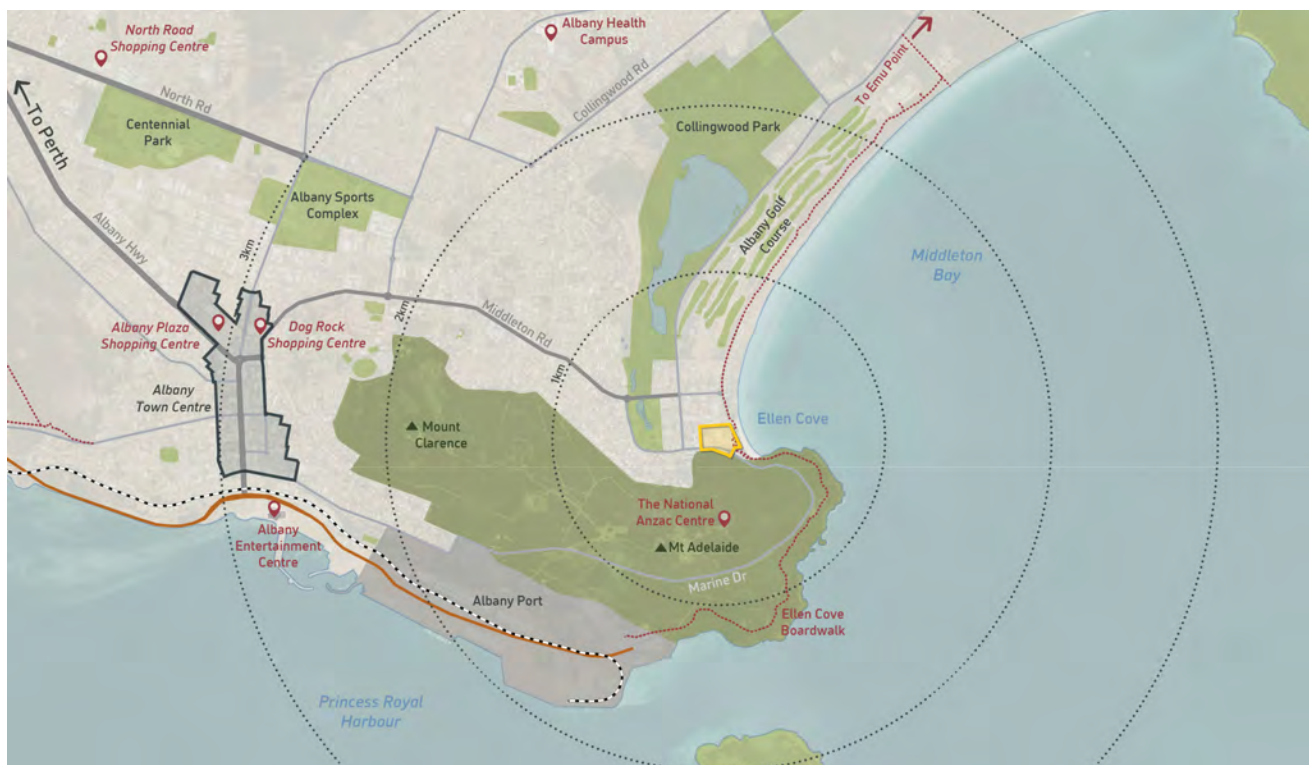 North Road
Shopping Centre
Albany Health
Campus
To Perth
North Rd
Collingwood Rd
To Emu Point
Centennial
Park
Collingwood Park
Albany Sports
Complex
Albany Golf
Course
Albany Hwy
3km
Middleton
Bay
2km
Middleton Rd
Albany Plaza
Shopping Centre
Dog Rock
Shopping Centre
1km
Albany
Town Centre
Mount
Clarence
Ellen Cove
The National
Anzac Centre
Mt Adelaide
Albany
Entertainment
Centre
Marine Dr
Albany Port
Ellen Cove
Boardwalk
Princess Royal
Harbour